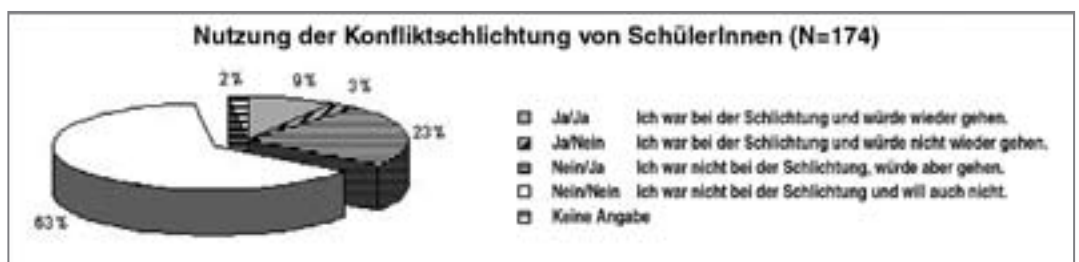 Nutzung der Konfliktschlichtung von SchülerInnen (N=174)
2% 9% 3%
23%
63%
Ja/Ja Ich war bei der Schlichtung und würde wieder gehen.
Ja/Nein Ich war bei der Schlichtung und würde nicht wieder gehen.
Nein/Ja Ich war nicht bei der Schlichtung, würde aber gehen.
Nein/Nein Ich war nicht bei der Schlichtung und will auch nicht.
Keine Angabe